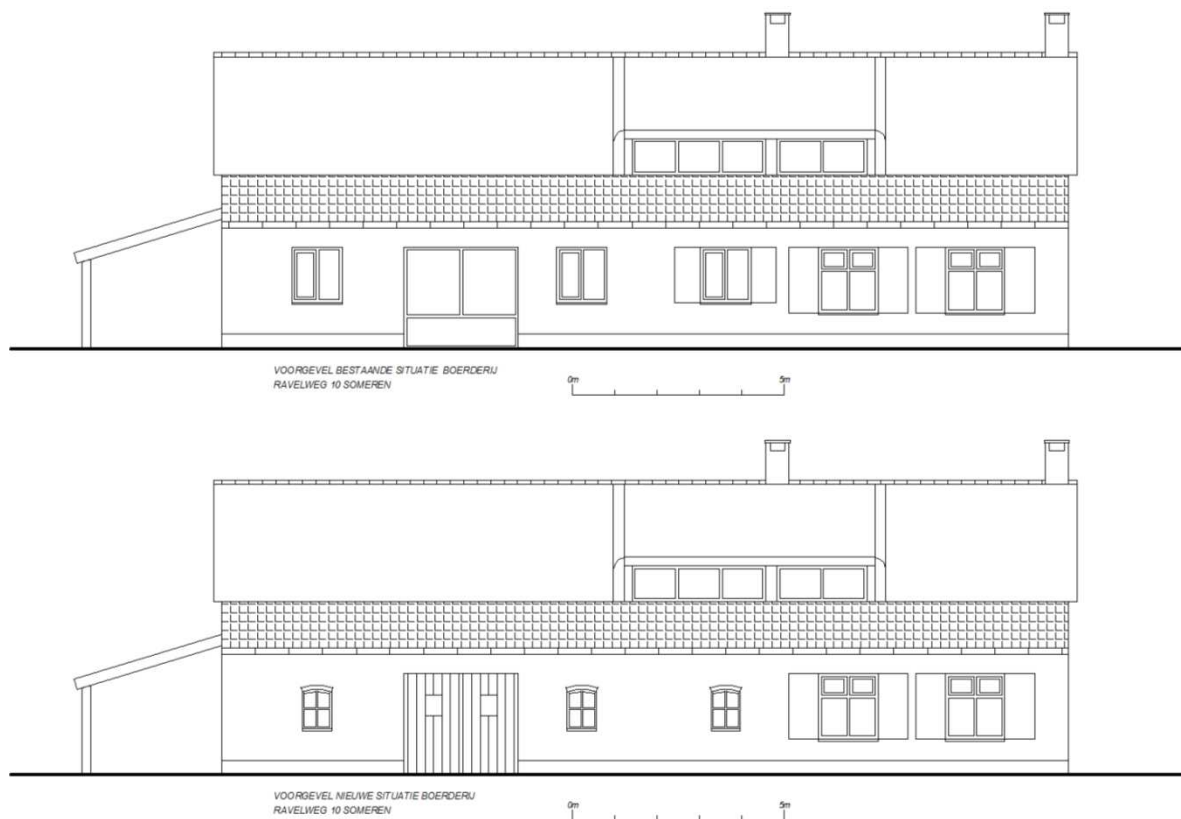 VOORGEVEL BESTAANDE SITUATIE BOERDERIJ
RAVELWEG 10 SOMEREN
0m 5m
VOORGEVEL NIEUWE SITUATIE BOERDERIJ
RAVELWEG 10 SOMEREN
0m 5m